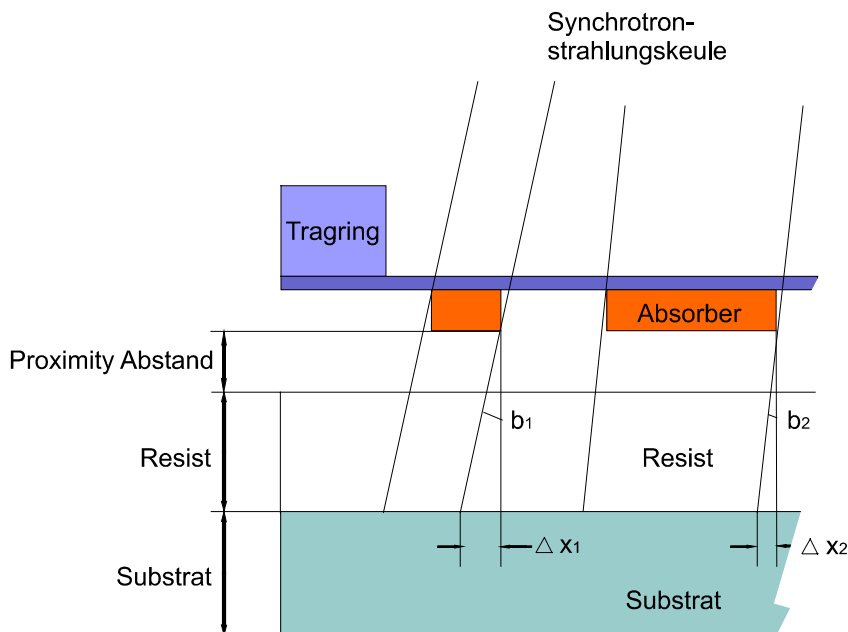 Synchrotron-
strahlungskeule
Tragring
Absorber
Proximity Abstand
b1
b2
Resist
Resist
△ x1
△ x2
Substrat
Substrat